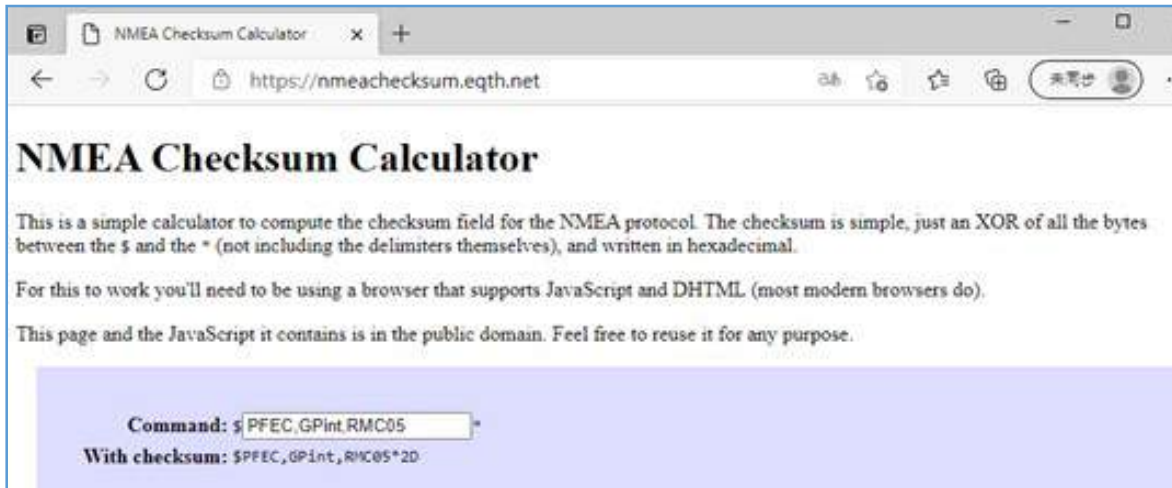 NMEA Checksum Calculator
https://nmeachecksum.eqth.net
NMEA Checksum Calculator
This is a simple calculator to compute the checksum field for the NMEA protocol. The checksum is simple, just an XOR of all the bytes
between the $ and the * (not including the delimiters themselves), and written in hexadecimal.
For this to work you'll need to be using a browser that supports JavaScript and DHTML (most modern browsers do).
This page and the JavaScript it contains is in the public domain. Feel free to reuse it for any purpose.
Command: $ PFEC,GPint,RMC05 *
With checksum: $PFEC,GPint,RMC05*2D